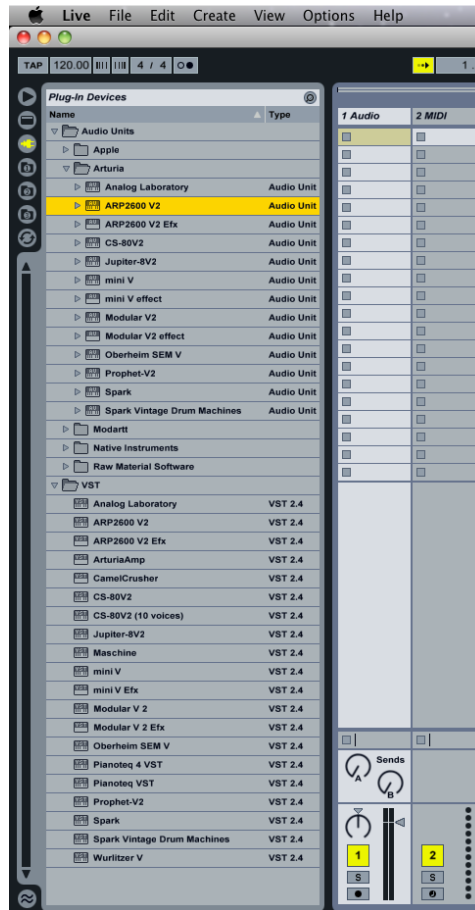 Live File Edit Create View Options Help
TAP 120.00 4 / 4 1 .
Plug-In Devices
Name Type
Audio Units
Apple
Arturia
Analog Laboratory Audio Unit
ARP2600 V2 Audio Unit
ARP2600 V2 Efx Audio Unit
CS-80V2 Audio Unit
Jupiter-8V2 Audio Unit
mini V Audio Unit
mini V effect Audio Unit
Modular V2 Audio Unit
Modular V2 effect Audio Unit
Oberheim SEM V Audio Unit
Prophet-V2 Audio Unit
Spark Audio Unit
Spark Vintage Drum Machines Audio Unit
Modartt
Native Instruments
Raw Material Software
VST
Analog Laboratory VST 2.4
ARP2600 V2 VST 2.4
ARP2600 V2 Efx VST 2.4
ArturiaAmp VST 2.4
CamelCrusher VST 2.4
CS-80V2 VST 2.4
CS-80V2 (10 voices) VST 2.4
Jupiter-8V2 VST 2.4
Maschine VST 2.4
mini V VST 2.4
mini V Efx VST 2.4
Modular V 2 VST 2.4
Modular V 2 Efx VST 2.4
Oberheim SEM V VST 2.4
Pianoteq 4 VST VST 2.4
Pianoteq VST VST 2.4
Prophet-V2 VST 2.4
Spark VST 2.4
Spark Vintage Drum Machines VST 2.4
Wurlitzer V VST 2.4
1 Audio 2 MIDI
Sends
A
B
1 2
S S